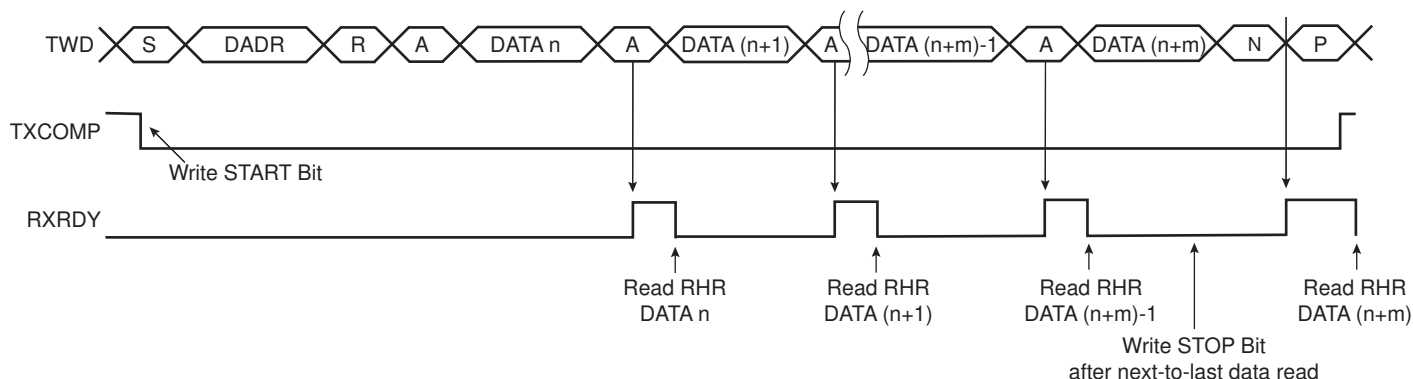 TWD S DADR R A DATA n A DATA (n+1) A DATA (n+m)-1 A DATA (n+m) N P
TXCOMP
Write START Bit
RXRDY
Read RHR Read RHR Read RHR Read RHR
DATA n DATA (n+1) DATA (n+m)-1 DATA (n+m)
Write STOP Bit
after next-to-last data read